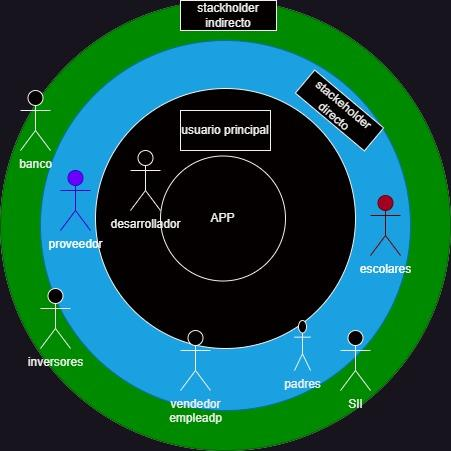 stackholder
indirecto
stackeholder
directo
banco
usuario principal
proveedor
desarrollador
APP
escolares
inversores
vendedor
empleadp
padres
SII